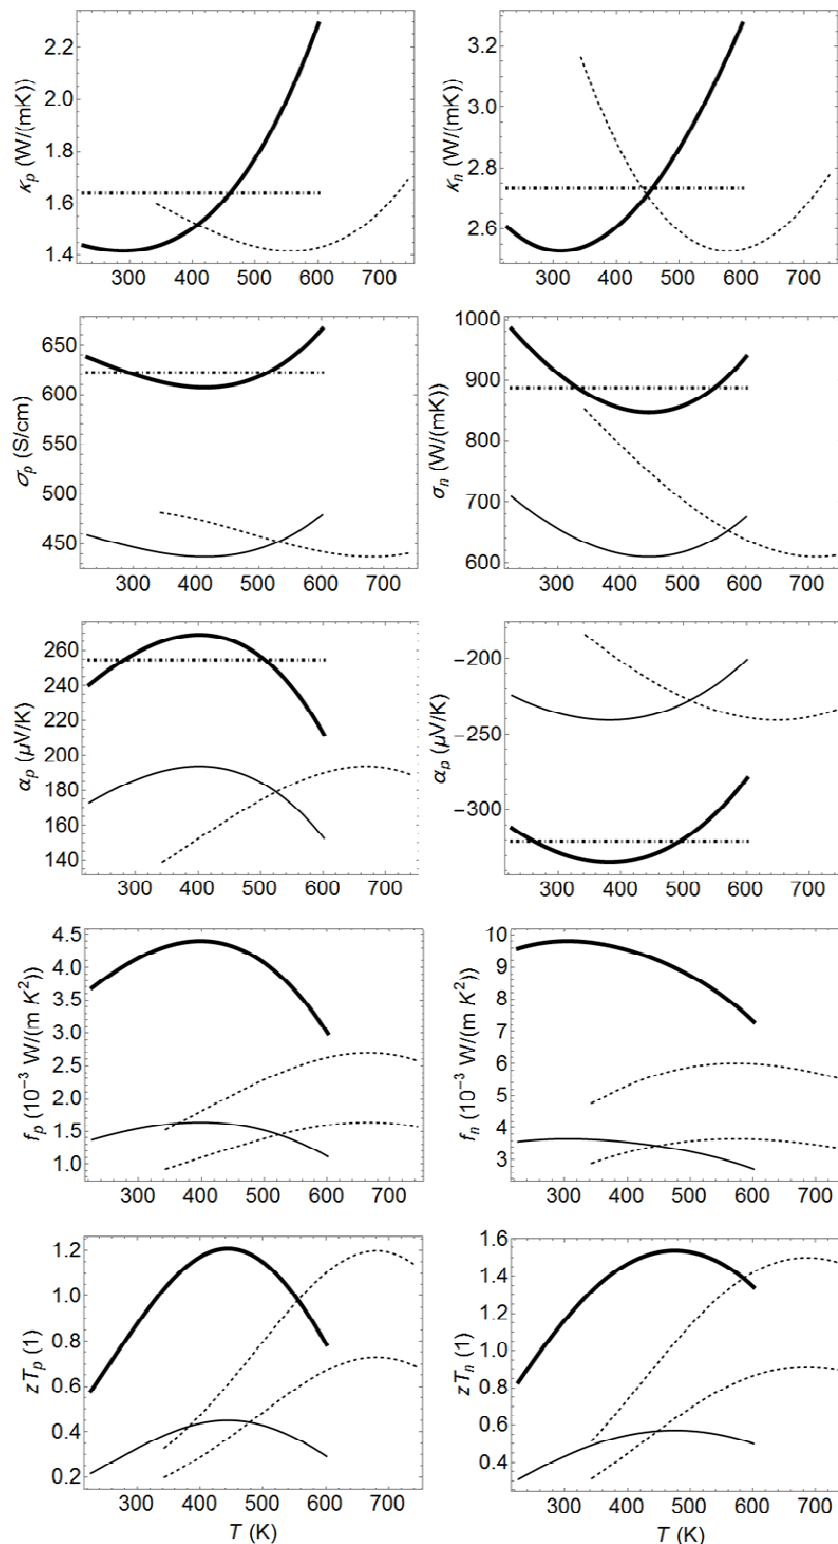 κp (W/(mK))
2.2
2.0
1.8
1.6
1.4
300 400 500 600 700
κn (W/(mK))
3.2
3.0
2.8
2.6
300 400 500 600 700
σp (S/cm)
650
600
550
500
450
300 400 500 600 700
σn (W/(mK))
1000
900
800
700
600
300 400 500 600 700
αp (μV/K)
260
240
220
200
180
160
140
300 400 500 600 700
αp (μV/K)
-200
-250
-300
300 400 500 600 700
fp (10⁻³ W/(m K²))
4.5
4.0
3.5
3.0
2.5
2.0
1.5
1.0
300 400 500 600 700
fn (10⁻³ W/(m K²))
10
9
8
7
6
5
4
3
300 400 500 600 700
zTp (1)
1.2
1.0
0.8
0.6
0.4
0.2
300 400 500 600 700
T (K)
zTn (1)
1.6
1.4
1.2
1.0
0.8
0.6
0.4
300 400 500 600 700
T (K)